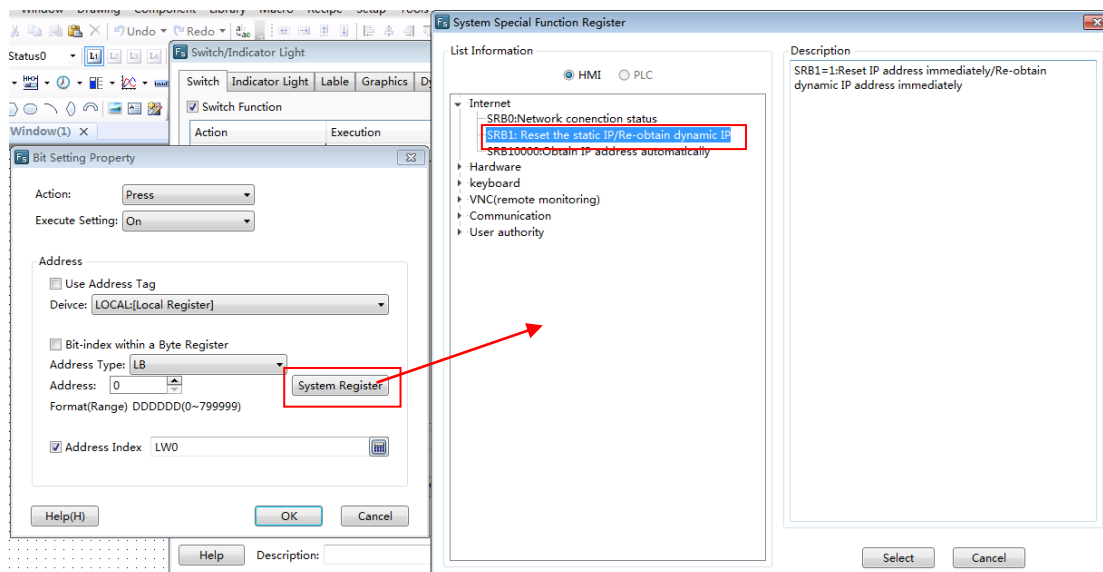 Window Drawing Component Library Macro Recipe Setup Tools
Undo Redo
Status0 L1 L2 L3 L4
Window(1)
Switch/Indicator Light
Switch Indicator Light Lable Graphics
Switch Function
Action Execution
Bit Setting Property
Action: Press
Execute Setting: On
Address
Use Address Tag
Deivce: LOCAL:[Local Register]
Bit-index within a Byte Register
Address Type: LB
Address: 0 System Register
Format(Range) DDDDDD(0~799999)
Address Index LW0
Help(H) OK Cancel
Help Description:
System Special Function Register
List Information
HMI PLC
Internet
SRB0:Network conenction status
SRB1: Reset the static IP/Re-obtain dynamic IP
SRB10000:Obtain IP address automatically
Hardware
keyboard
VNC(remote monitoring)
Communication
User authority
Description
SRB1=1:Reset IP address immediately/Re-obtain
dynamic IP address immediately
Select Cancel